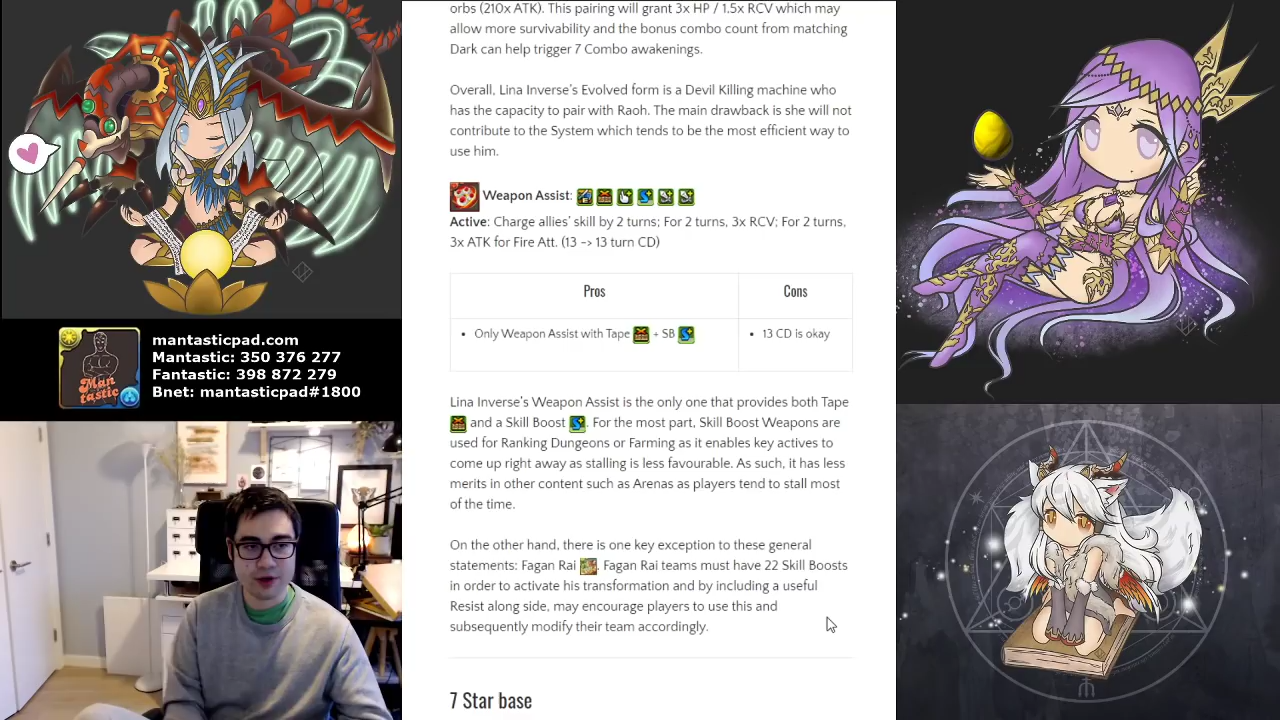 orbs (210x ATK). This pairing will grant 3x HP / 1.5x RCV which may
allow more survivability and the bonus combo count from matching
Dark can help trigger 7 Combo awakenings.
Overall, Lina Inverse's Evolved form is a Devil Killing machine who
has the capacity to pair with Raoh. The main drawback is she will not
contribute to the System which tends to be the most efficient way to
use him.
Weapon Assist:
Active: Charge allies' skill by 2 turns; For 2 turns, 3x RCV; For 2 turns,
3x ATK for Fire Att. (13 -> 13 turn CD)
Pros
Cons
• Only Weapon Assist with Tape + SB
• 13 CD is okay
Lina Inverse's Weapon Assist is the only one that provides both Tape
and a Skill Boost . For the most part, Skill Boost Weapons are
used for Ranking Dungeons or Farming as it enables key actives to
come up right away as stalling is less favourable. As such, it has less
merits in other content such as Arenas as players tend to stall most
of the time.
On the other hand, there is one key exception to these general
statements: Fagan Rai . Fagan Rai teams must have 22 Skill Boosts
in order to activate his transformation and by including a useful
Resist along side, may encourage players to use this and
subsequently modify their team accordingly.
7 Star base
Man
tastic
mantasticpad.com
Mantastic: 350 376 277
Fantastic: 398 872 279
Bnet: mantasticpad#1800